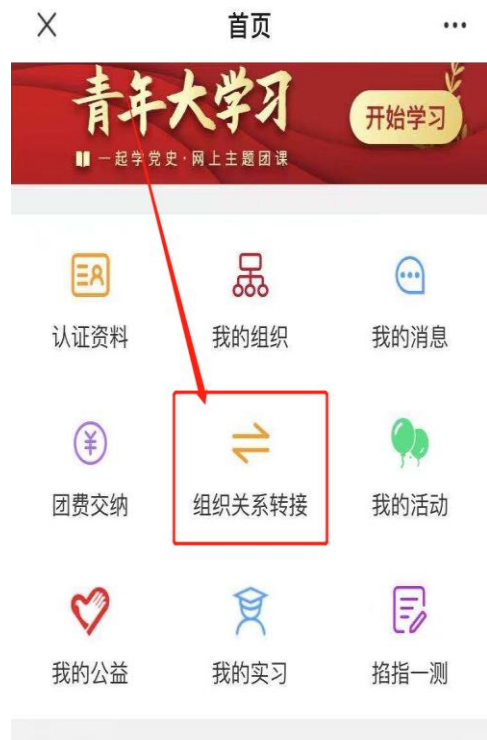 首页
青年大学习
开始学习
一起学党史·网上主题团课
认证资料 我的组织 我的消息
团费交纳 组织关系转接 我的活动
我的公益 我的实习 掐指一测